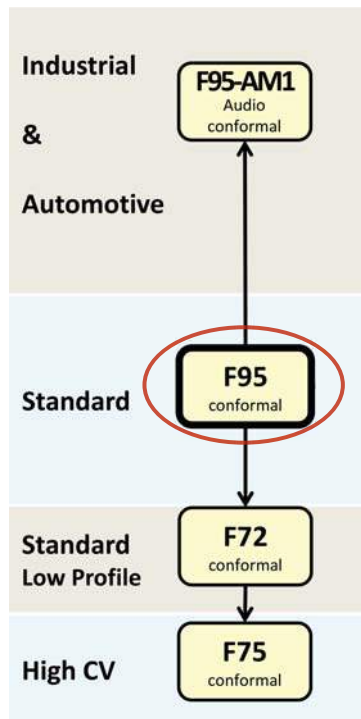 Industrial
&
Automotive
F95-AM1
Audio
conformal
Standard
F95
conformal
Standard
Low Profile
F72
conformal
High CV
F75
conformal